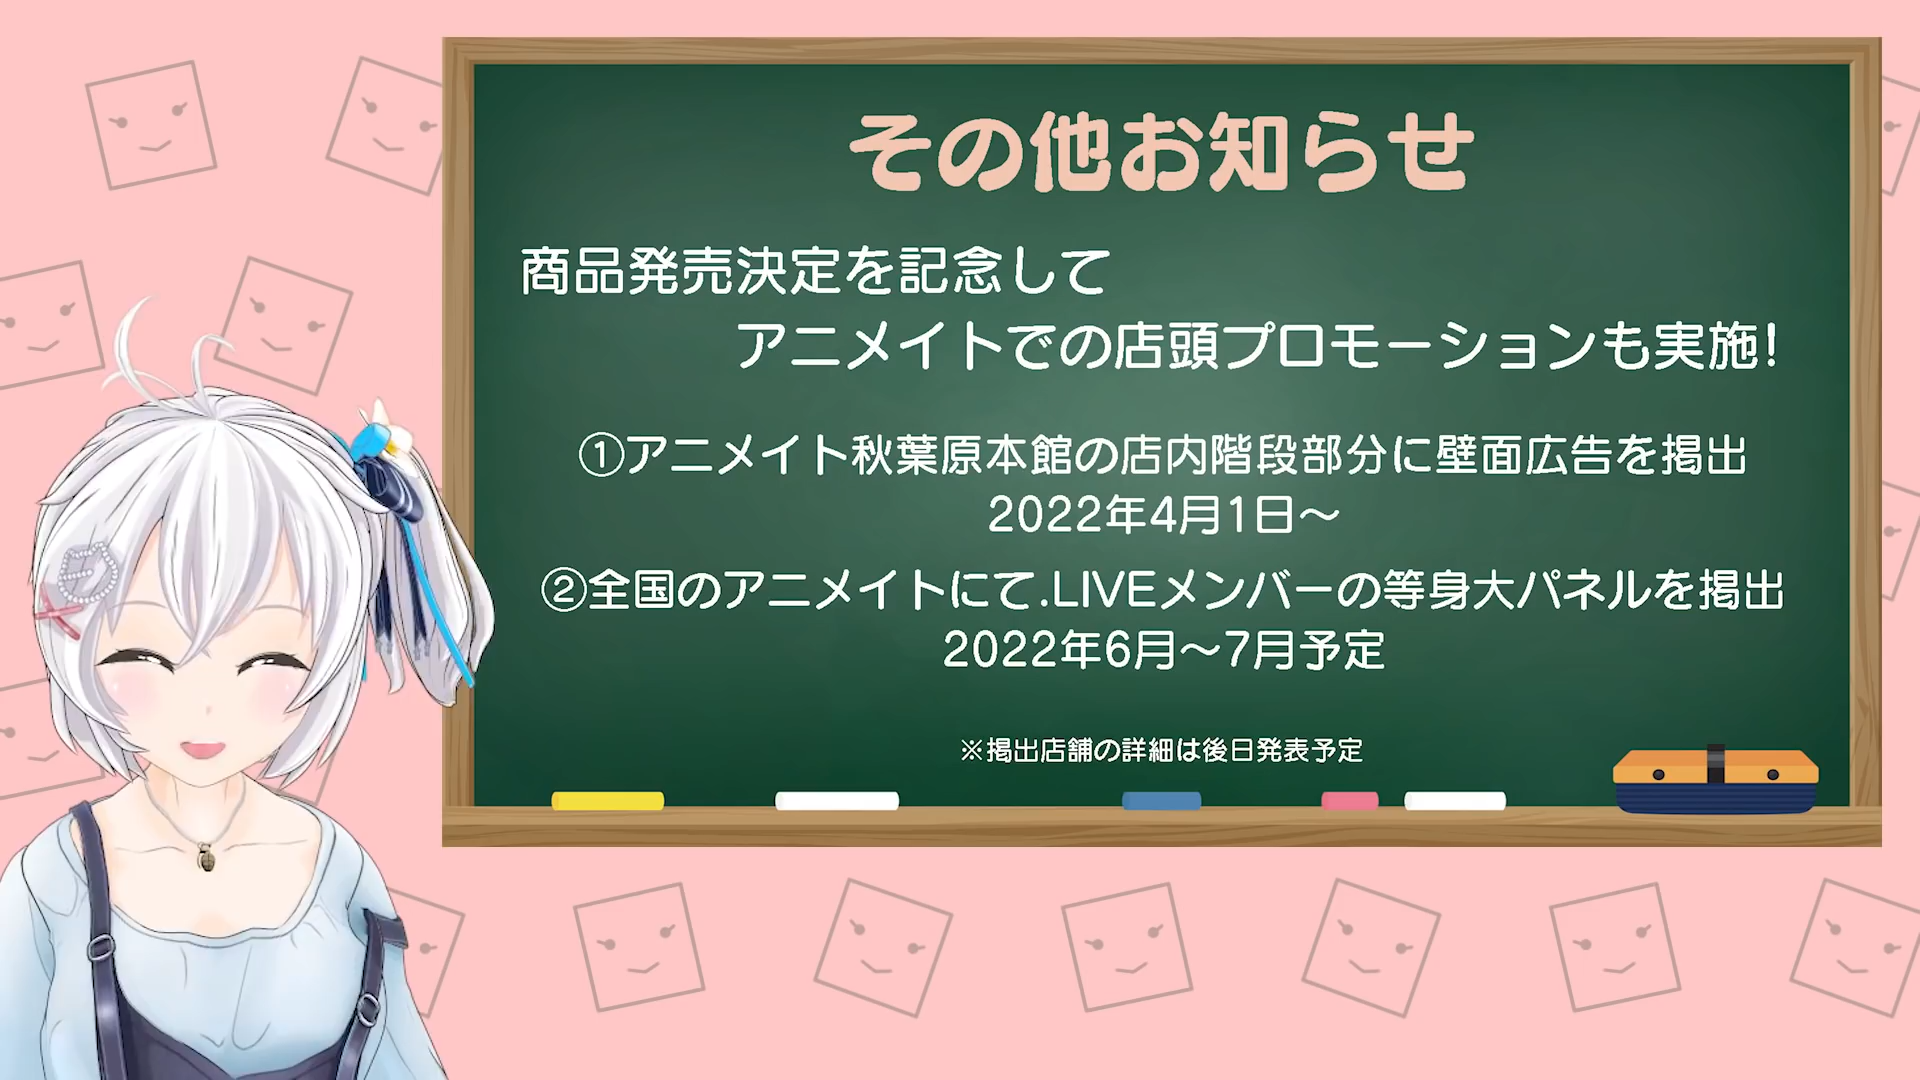 その他お知らせ
商品発売決定を記念して
アニメイトでの店頭プロモーションも実施!
①アニメイト秋葉原本館の店内階段部分に壁面広告を掲出
2022年4月1日～
②全国のアニメイトにて.LIVEメンバーの等身大パネルを掲出
2022年6月～7月予定
※掲出店舗の詳細は後日発表予定